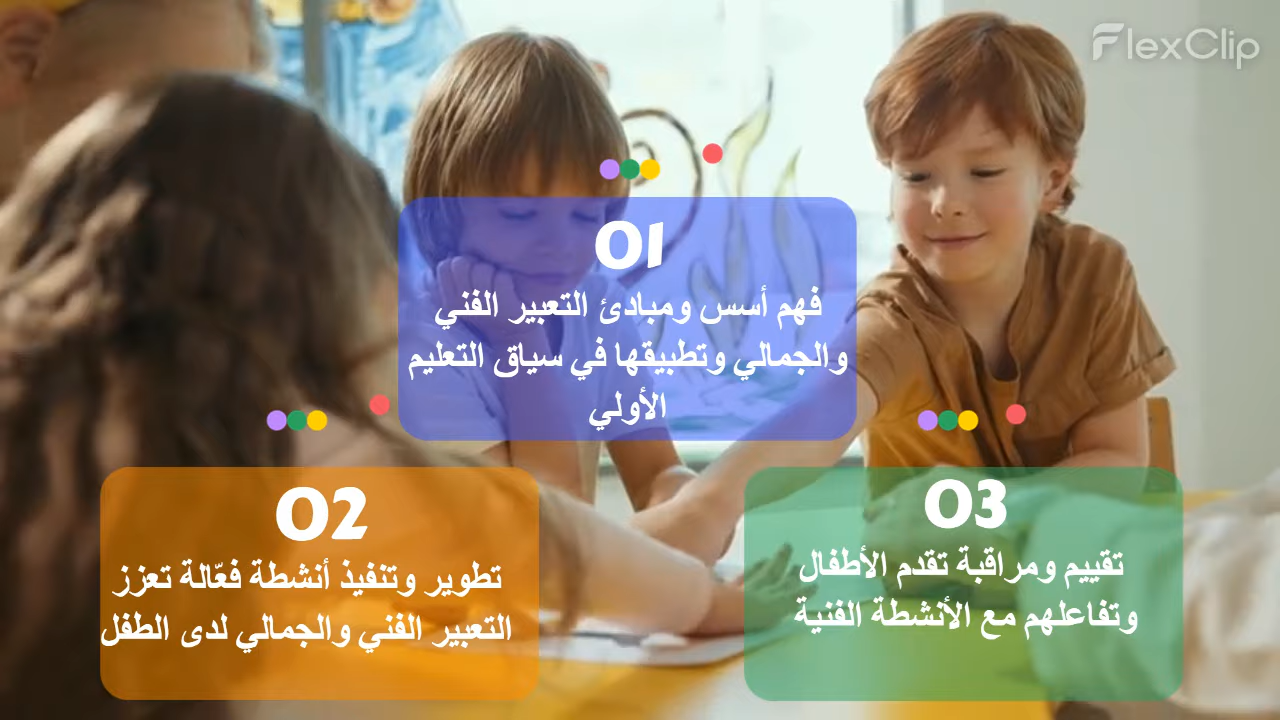 FlexClip
01
فهم أسس ومبادئ التعبير الفني
والجمالي وتطبيقها في سياق التعليم
الأولي
02
تطوير وتنفيذ أنشطة فعّالة تعزز
التعبير الفني والجمالي لدى الطفل
03
تقييم ومراقبة تقدم الأطفال
وتفاعلهم مع الأنشطة الفنية